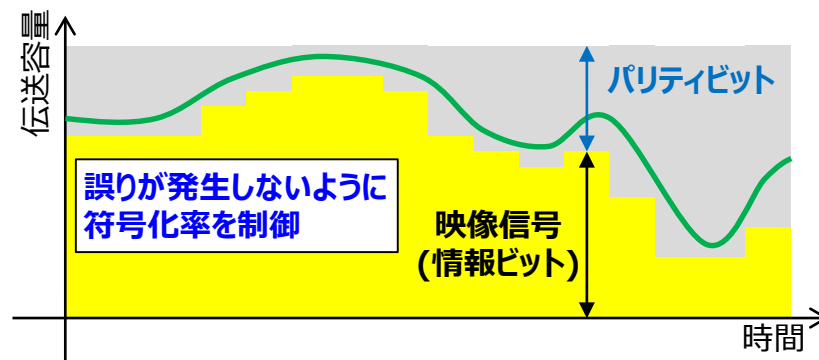 伝送容量
パリティビット
誤りが発生しないように
符号化率を制御
映像信号
(情報ビット)
時間